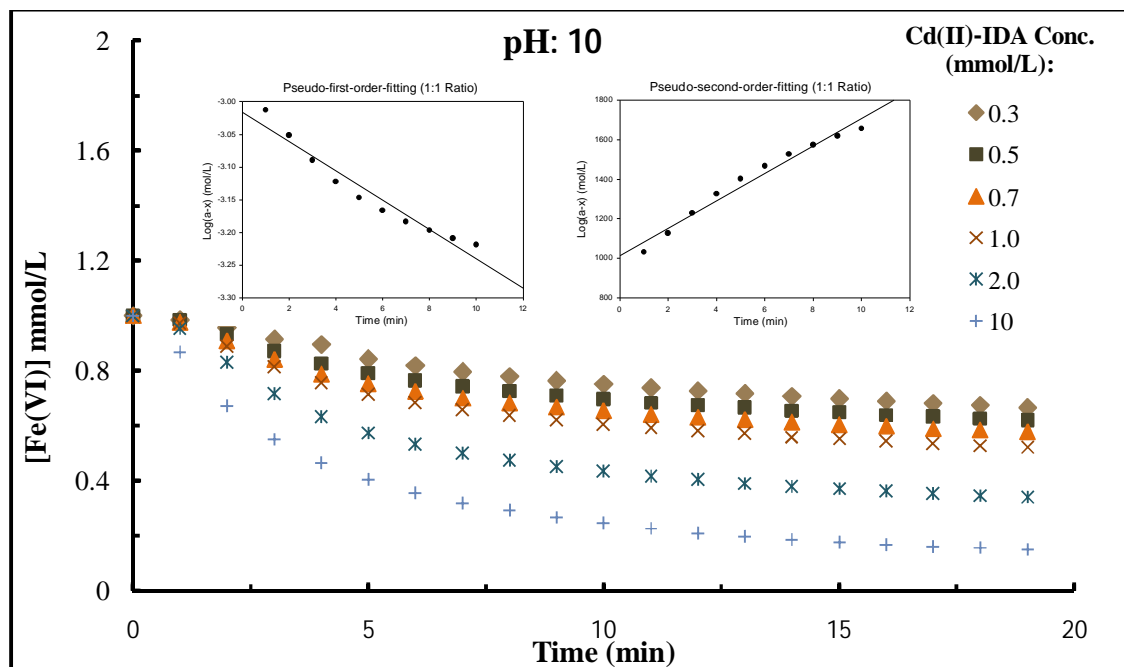 pH: 10
Cd(II)-IDA Conc.
(mmol/L):
0.3
0.5
0.7
1.0
2.0
10
Pseudo-first-order-fitting (1:1 Ratio)
-3.00
-3.05
-3.10
-3.15
-3.20
-3.25
-3.30
Log(a-x) (mol/L)
0 2 4 6 8 10 12
Time (min)
Pseudo-second-order-fitting (1:1 Ratio)
1800
1600
1400
1200
1000
800
Log(a-x) (mol/L)
0 2 4 6 8 10 12
Time (min)
[Fe(VI)] mmol/L
2
1.6
1.2
0.8
0.4
0
0 5 10 15 20
Time (min)